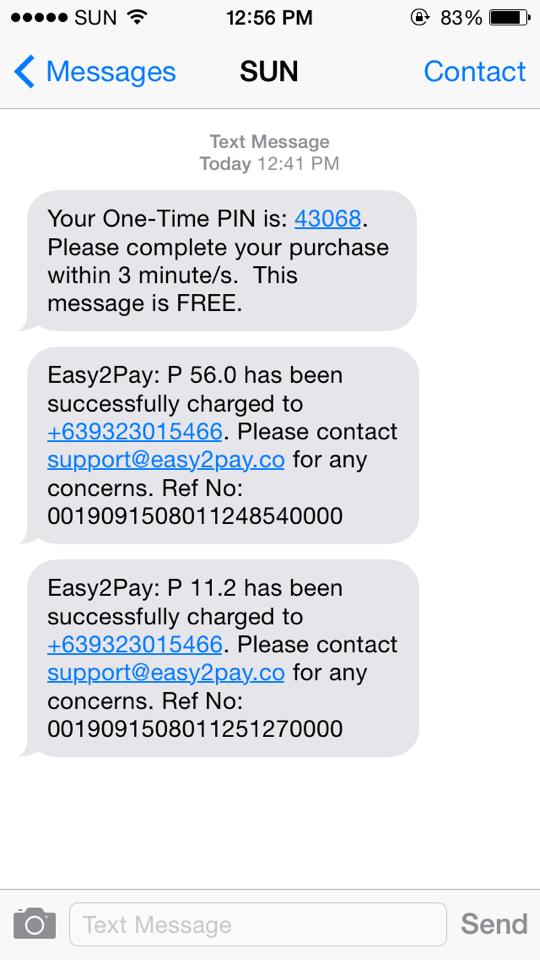 SUN 12:56 PM 83%
Messages SUN Contact
Text Message
Today 12:41 PM
Your One-Time PIN is: 43068.
Please complete your purchase
within 3 minute/s.  This
message is FREE.
Easy2Pay: P 56.0 has been
successfully charged to
+639323015466. Please contact
support@easy2pay.co for any
concerns. Ref No:
0019091508011248540000
Easy2Pay: P 11.2 has been
successfully charged to
+639323015466. Please contact
support@easy2pay.co for any
concerns. Ref No:
0019091508011251270000
Text Message Send